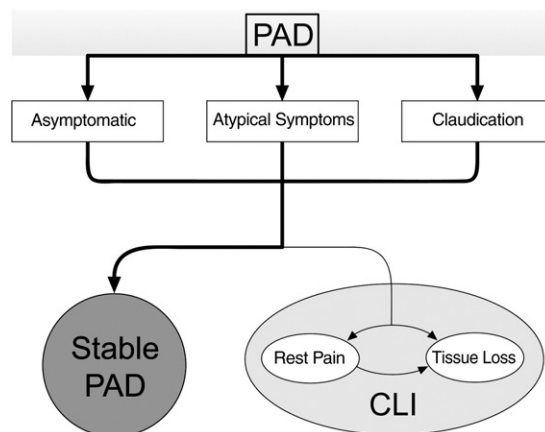 PAD
Asymptomatic
Atypical Symptoms
Claudication
Stable
PAD
Rest Pain
Tissue Loss
CLI